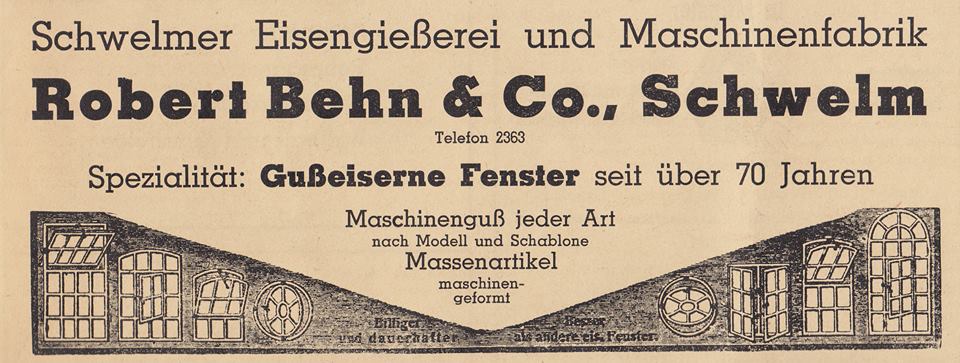 Schwelmer Eisengießerei und Maschinenfabrik
Robert Behn & Co., Schwelm
Telefon 2363
Spezialität: Gußeiserne Fenster seit über 70 Jahren
Maschinenguß jeder Art
nach Modell und Schablone
Massenartikel
maschinen-
geformt
Billiger
und dauerhafter
Besser
als andere eis. Fenster.